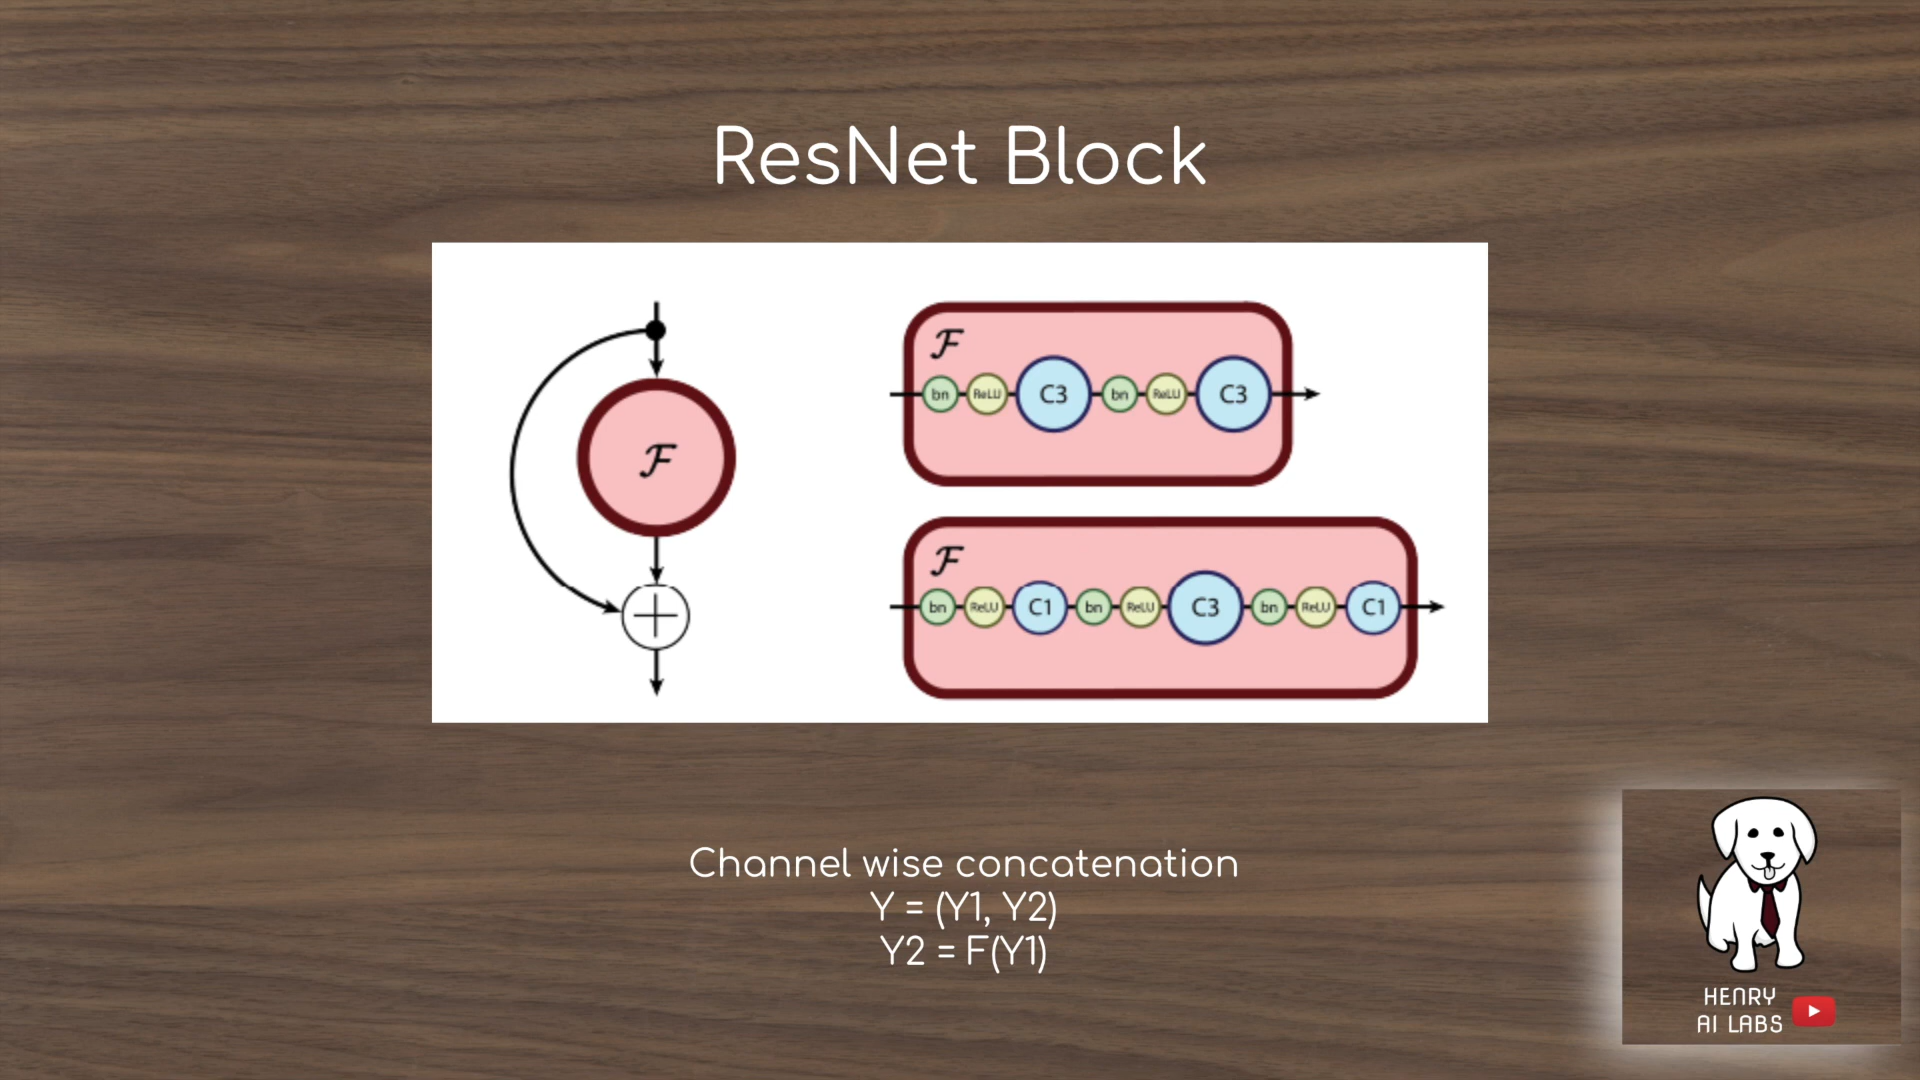 ResNet Block
F
bn ReLU C3 bn ReLU C3
F
F
bn ReLU C1 bn ReLU C3 bn ReLU C1
Channel wise concatenation
Y = (Y1, Y2)
Y2 = F(Y1)
HENRY
AI LABS